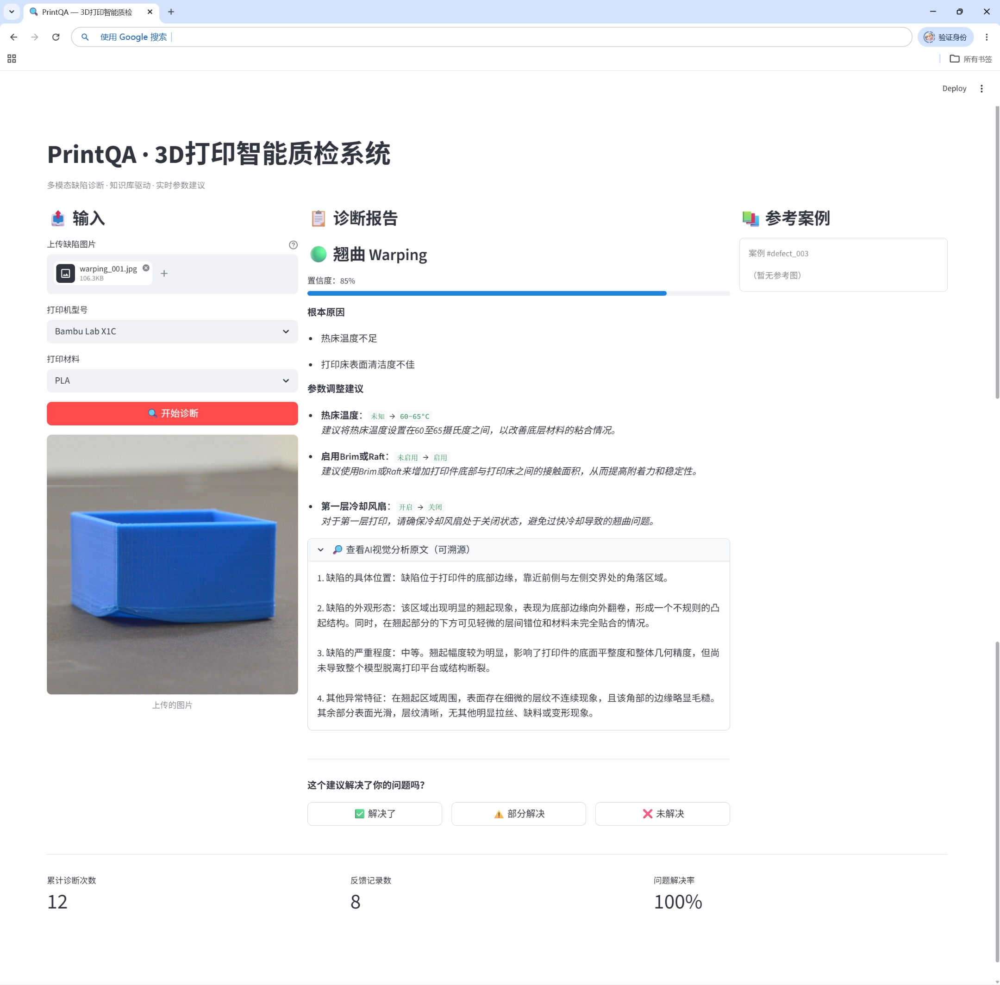 PrintQA — 3D打印智能质检
使用 Google 搜索
验证身份
所有书签
Deploy
PrintQA · 3D打印智能质检系统
多模态缺陷诊断 · 知识库驱动 · 实时参数建议
输入
上传缺陷图片
warping_001.jpg
106.3KB
打印机型号
Bambu Lab X1C
打印材料
PLA
开始诊断
上传的图片
诊断报告
翘曲 Warping
置信度：85%
根本原因
• 热床温度不足
• 打印床表面清洁度不佳
参数调整建议
• 热床温度： 未知 → 60-65°C
建议将热床温度设置在60至65摄氏度之间，以改善底层材料的粘合情况。
• 启用Brim或Raft： 未启用 → 启用
建议使用Brim或Raft来增加打印件底部与打印床之间的接触面积，从而提高附着力和稳定性。
• 第一层冷却风扇： 开启 → 关闭
对于第一层打印，请确保冷却风扇处于关闭状态，避免过快冷却导致的翘曲问题。
查看AI视觉分析原文（可溯源）
1. 缺陷的具体位置：缺陷位于打印件的底部边缘，靠近前侧与左侧交界处的角落区域。
2. 缺陷的外观形态：该区域出现明显的翘起现象，表现为底部边缘向外翻卷，形成一个不规则的凸
起结构。同时，在翘起部分的下方可见轻微的层间错位和材料未完全贴合的情况。
3. 缺陷的严重程度：中等。翘起幅度较为明显，影响了打印件的底面平整度和整体几何精度，但尚
未导致整个模型脱离打印平台或结构断裂。
4. 其他异常特征：在翘起区域周围，表面存在细微的层纹不连续现象，且该角部的边缘略显毛糙。
其余部分表面光滑，层纹清晰，无其他明显拉丝、缺料或变形现象。
这个建议解决了你的问题吗？
解决了
部分解决
未解决
参考案例
案例 #defect_003
（暂无参考图）
累计诊断次数
12
反馈记录数
8
问题解决率
100%